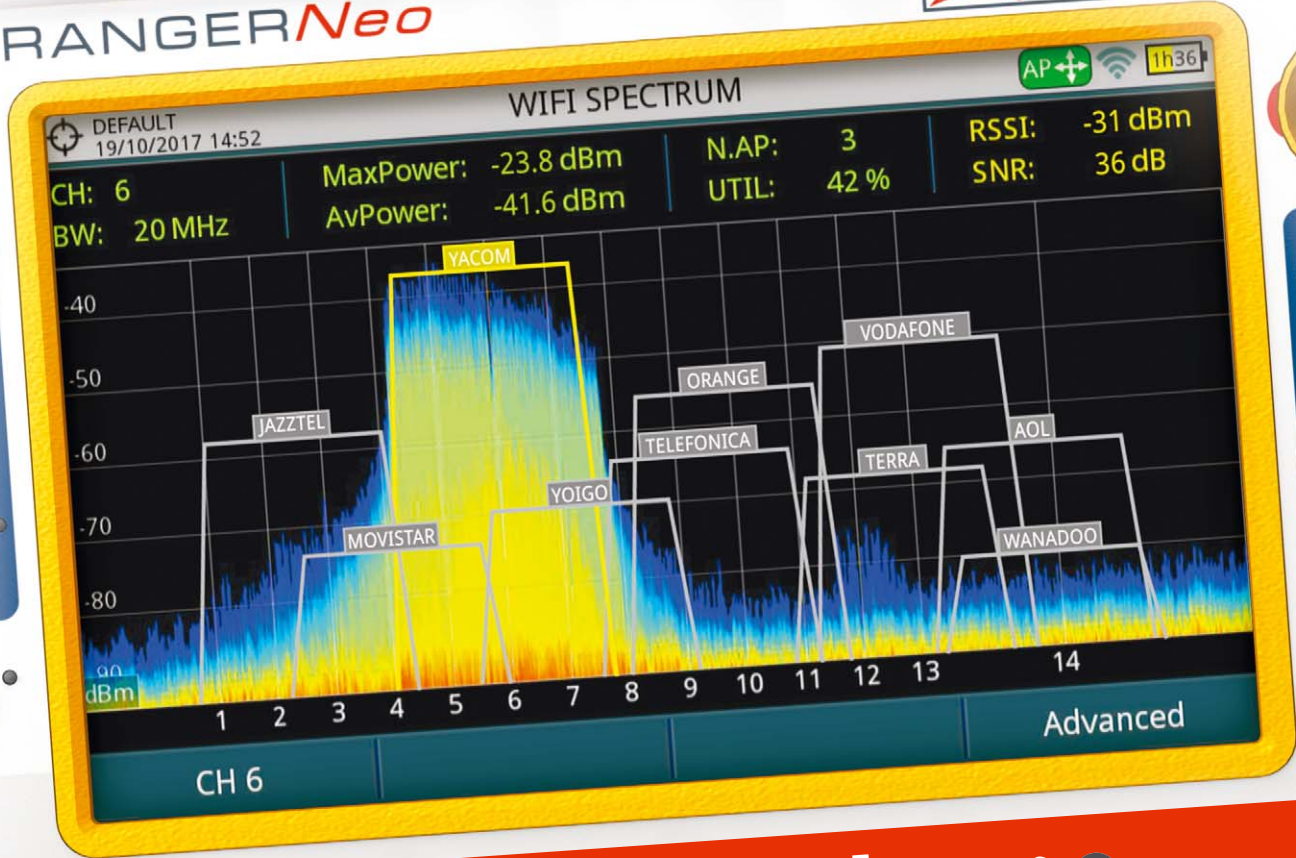 RANGERNeo
DEFAULT
19/10/2017 14:52
WIFI SPECTRUM
AP
1h36
CH: 6
BW: 20 MHz
MaxPower: -23.8 dBm
AvPower: -41.6 dBm
N.AP: 3
UTIL: 42 %
RSSI: -31 dBm
SNR: 36 dB
YACOM
VODAFONE
ORANGE
JAZZTEL
AOL
TELEFONICA
TERRA
YOIGO
MOVISTAR
WANADOO
-40
-50
-60
-70
-80
90
dBm
1 2 3 4 5 6 7 8 9 10 11 12 13 14
CH 6
Advanced